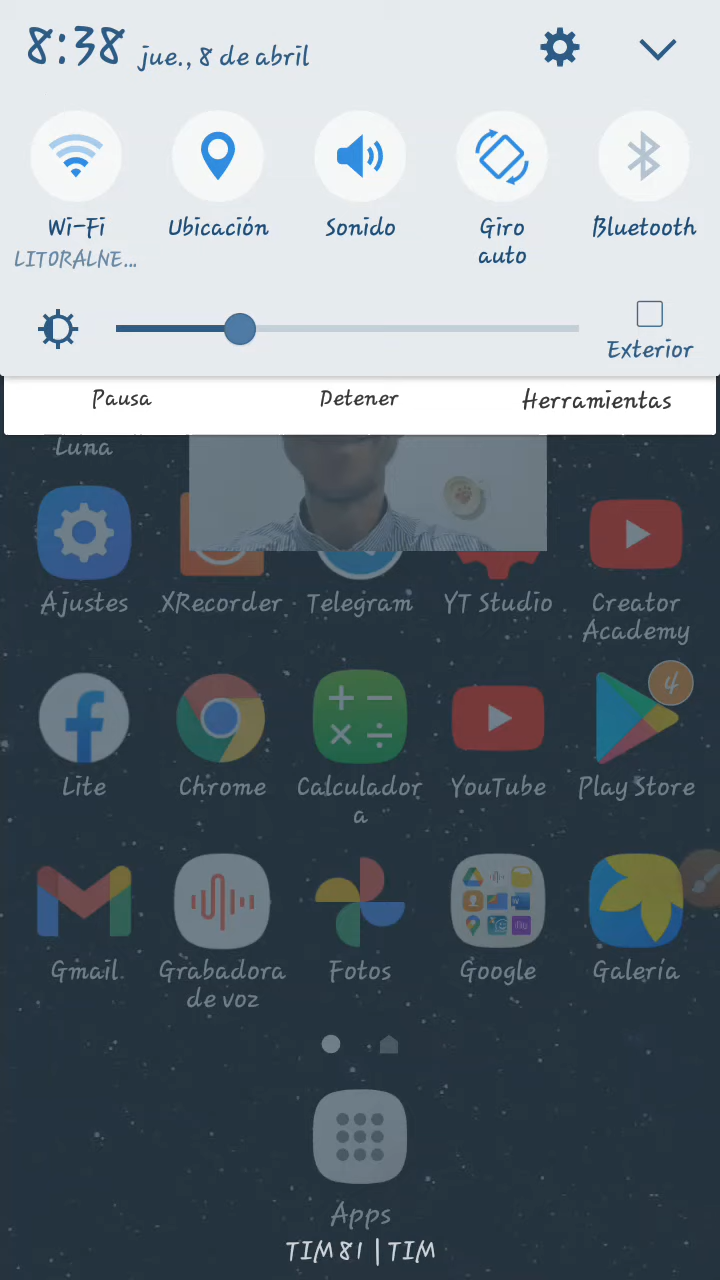 8:38 jue., 8 de abril
Wi-Fi Ubicación Sonido Giro auto Bluetooth
LITORALNE...
Exterior
Pausa Detener Herramientas
Luna
Ajustes XRecorder Telegram YT Studio Creator Academy
4
Lite Chrome Calculadora YouTube Play Store
Gmail Grabadora de voz Fotos Google Galería
Apps
TIM 81 | TIM